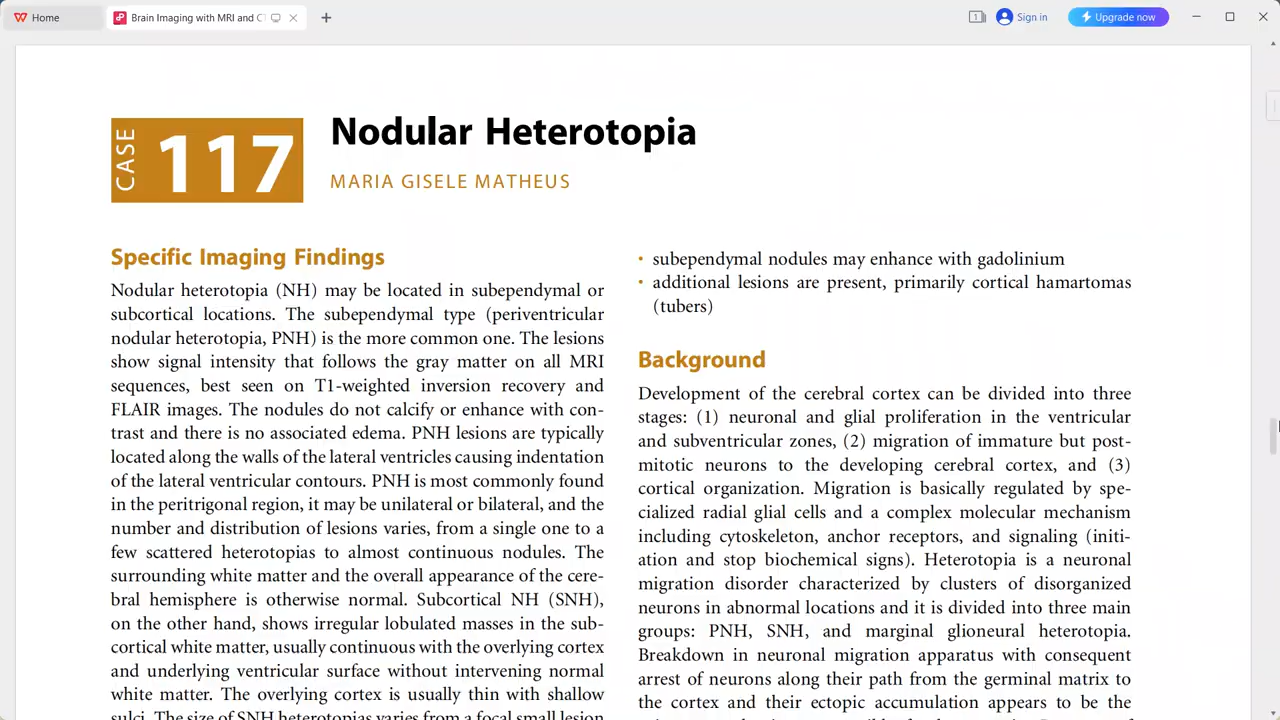 Home
Brain Imaging with MRI and C
Sign in
Upgrade now
CASE 117
Nodular Heterotopia
MARIA GISELE MATHEUS
Specific Imaging Findings
Nodular heterotopia (NH) may be located in subependymal or
subcortical locations. The subependymal type (periventricular
nodular heterotopia, PNH) is the more common one. The lesions
show signal intensity that follows the gray matter on all MRI
sequences, best seen on T1-weighted inversion recovery and
FLAIR images. The nodules do not calcify or enhance with con-
trast and there is no associated edema. PNH lesions are typically
located along the walls of the lateral ventricles causing indentation
of the lateral ventricular contours. PNH is most commonly found
in the peritrigonal region, it may be unilateral or bilateral, and the
number and distribution of lesions varies, from a single one to a
few scattered heterotopias to almost continuous nodules. The
surrounding white matter and the overall appearance of the cere-
bral hemisphere is otherwise normal. Subcortical NH (SNH),
on the other hand, shows irregular lobulated masses in the sub-
cortical white matter, usually continuous with the overlying cortex
and underlying ventricular surface without intervening normal
white matter. The overlying cortex is usually thin with shallow
sulci. The size of SNH heterotopias varies from a focal small lesion
• subependymal nodules may enhance with gadolinium
• additional lesions are present, primarily cortical hamartomas
(tubers)
Background
Development of the cerebral cortex can be divided into three
stages: (1) neuronal and glial proliferation in the ventricular
and subventricular zones, (2) migration of immature but post-
mitotic neurons to the developing cerebral cortex, and (3)
cortical organization. Migration is basically regulated by spe-
cialized radial glial cells and a complex molecular mechanism
including cytoskeleton, anchor receptors, and signaling (initi-
ation and stop biochemical signs). Heterotopia is a neuronal
migration disorder characterized by clusters of disorganized
neurons in abnormal locations and it is divided into three main
groups: PNH, SNH, and marginal glioneural heterotopia.
Breakdown in neuronal migration apparatus with consequent
arrest of neurons along their path from the germinal matrix to
the cortex and their ectopic accumulation appears to be the